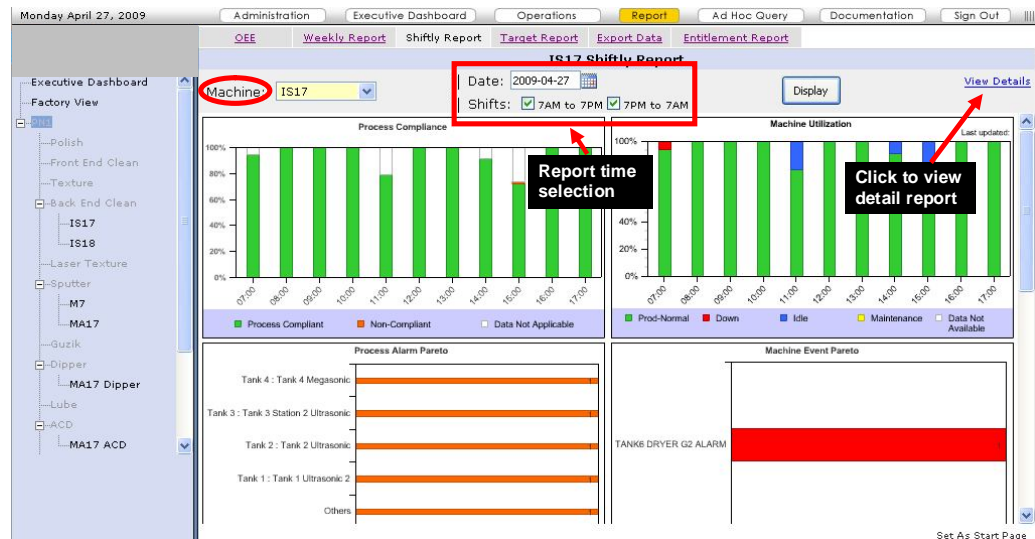 Monday April 27, 2009
Administration Executive Dashboard Operations Report Ad Hoc Query Documentation Sign Out
OEE Weekly Report Shiftly Report Target Report Export Data Entitlement Report
IS17 Shiftly Report
Executive Dashboard
Factory View
Polish
Front End Clean
Texture
Back End Clean
IS17
IS18
Laser Texture
Sputter
M7
MA17
Guzik
Dipper
MA17 Dipper
Lube
ACD
MA17 ACD
Machine: IS17
Date: 2009-04-27
Shifts: 7AM to 7PM 7PM to 7AM
Display
View Details
Process Compliance
100%
80%
60%
40%
20%
0%
07:00 08:00 09:00 10:00 11:00 12:00 13:00 14:00 15:00 16:00 17:00
Process Compliant Non-Compliant Data Not Applicable
Report time
selection
Machine Utilization
Last updated:
100%
40%
20%
0%
07:00 08:00 09:00 10:00 11:00 12:00 13:00 14:00 15:00 16:00 17:00
Prod-Normal Down Idle Maintenance Data Not
Available
Click to view
detail report
Process Alarm Pareto
Tank 4 : Tank 4 Megasonic
Tank 3 : Tank 3 Station 2 Ultrasonic
Tank 2 : Tank 2 Ultrasonic
Tank 1 : Tank 1 Ultrasonic 2
Others
Machine Event Pareto
TANK6 DRYER G2 ALARM
Set As Start Page